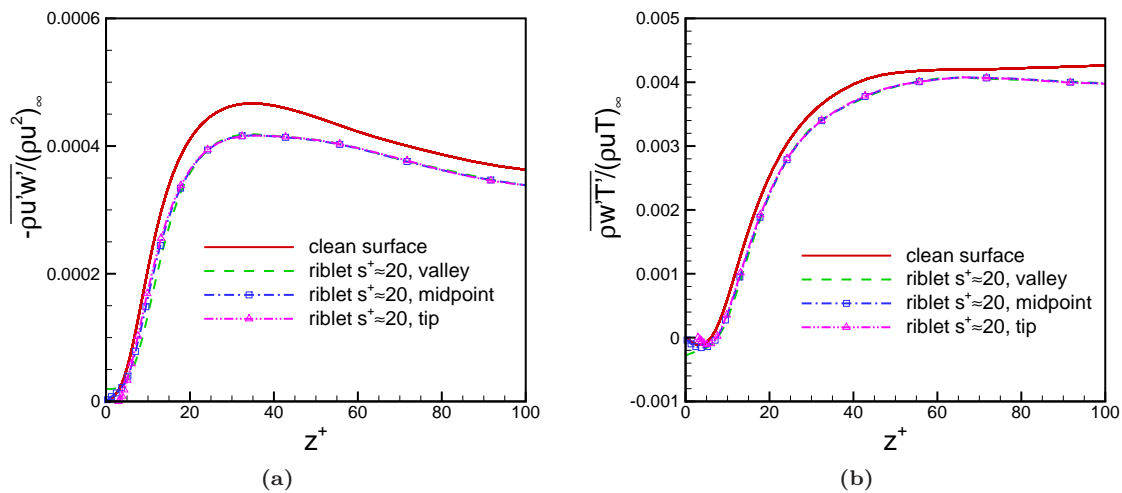 0.0006
0.0004
0.0002
0
0
20
40
60
80
100
-ρu'w'/(ρu²)∞
z⁺
clean surface
riblet s⁺≈20, valley
riblet s⁺≈20, midpoint
riblet s⁺≈20, tip
(a)
0.005
0.004
0.003
0.002
0.001
0
-0.001
0
20
40
60
80
100
ρw'T'/(ρuT)∞
z⁺
clean surface
riblet s⁺≈20, valley
riblet s⁺≈20, midpoint
riblet s⁺≈20, tip
(b)